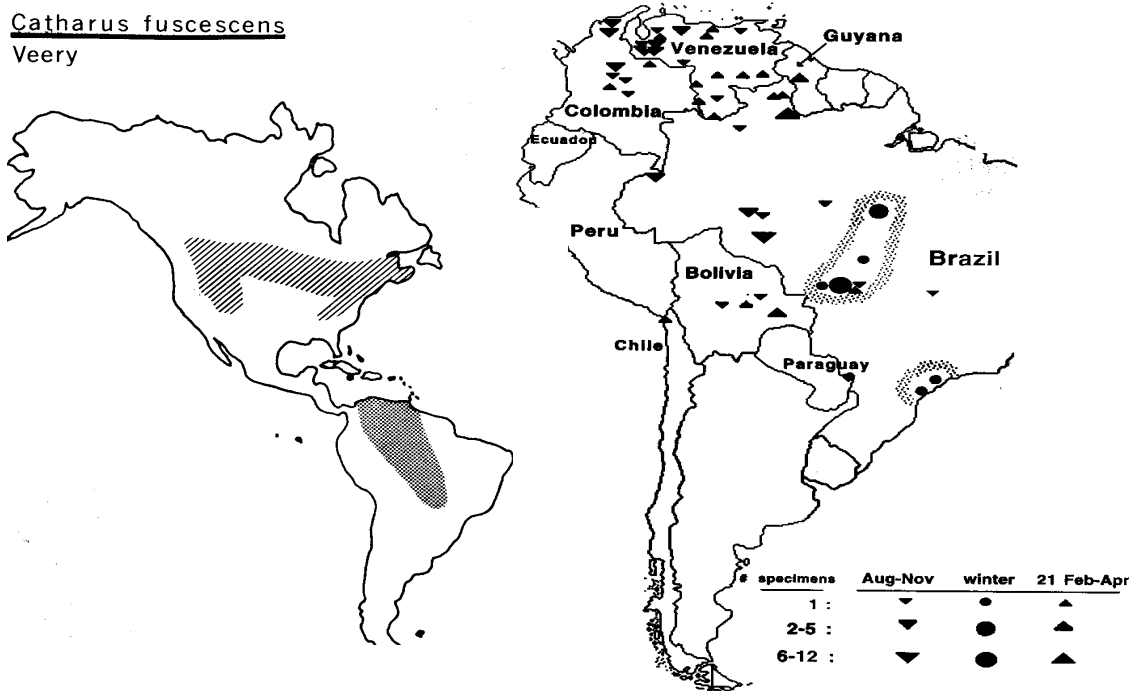 Catharus fuscescens
Veery
Venezuela
Guyana
Colombia
Ecuador
Peru
Brazil
Bolivia
Chile
Paraguay
# specimens Aug-Nov winter 21 Feb-Apr
1 :
2-5 :
6-12 :